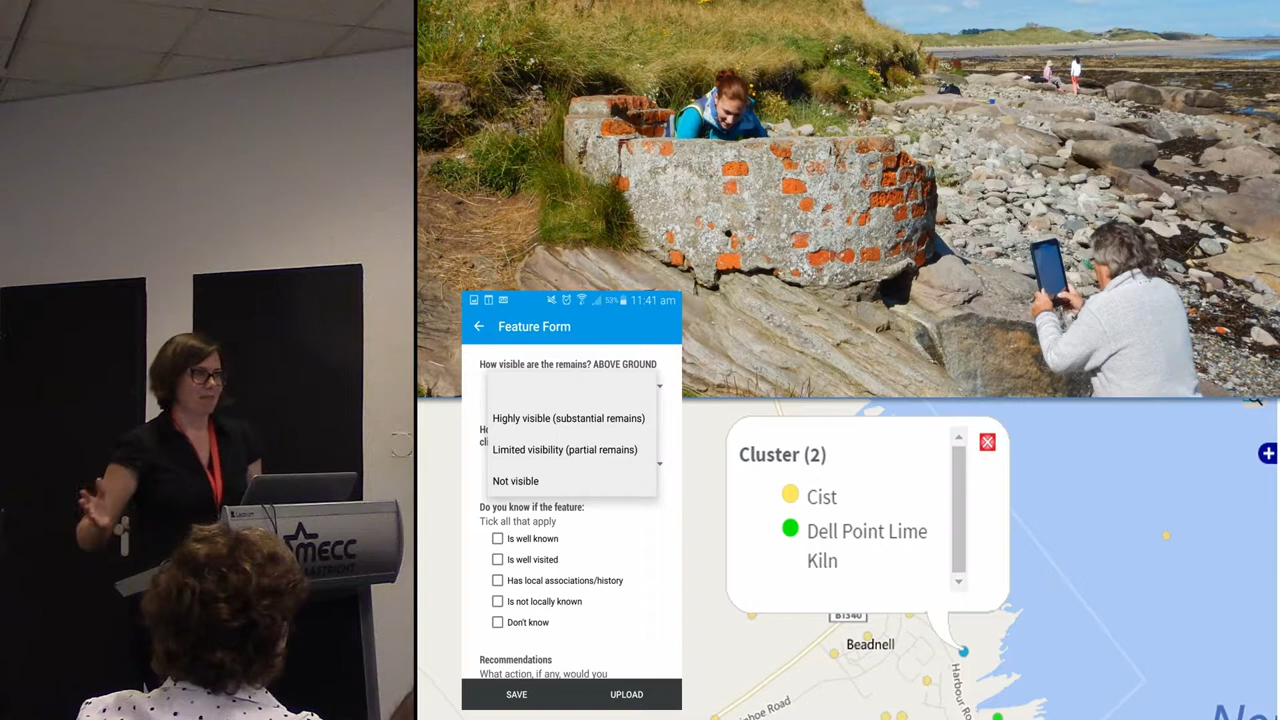 53%
11:41 am
Feature Form
How visible are the remains? ABOVE GROUND
Highly visible (substantial remains)
Limited visibility (partial remains)
Not visible
Do you know if the feature:
Tick all that apply
Is well known
Is well visited
Has local associations/history
Is not locally known
Don't know
Recommendations
What action, if any, would you
SAVE
UPLOAD
Cluster (2)
Cist
Dell Point Lime
Kiln
B1340
Beadnell
Harbour Ro
MECC